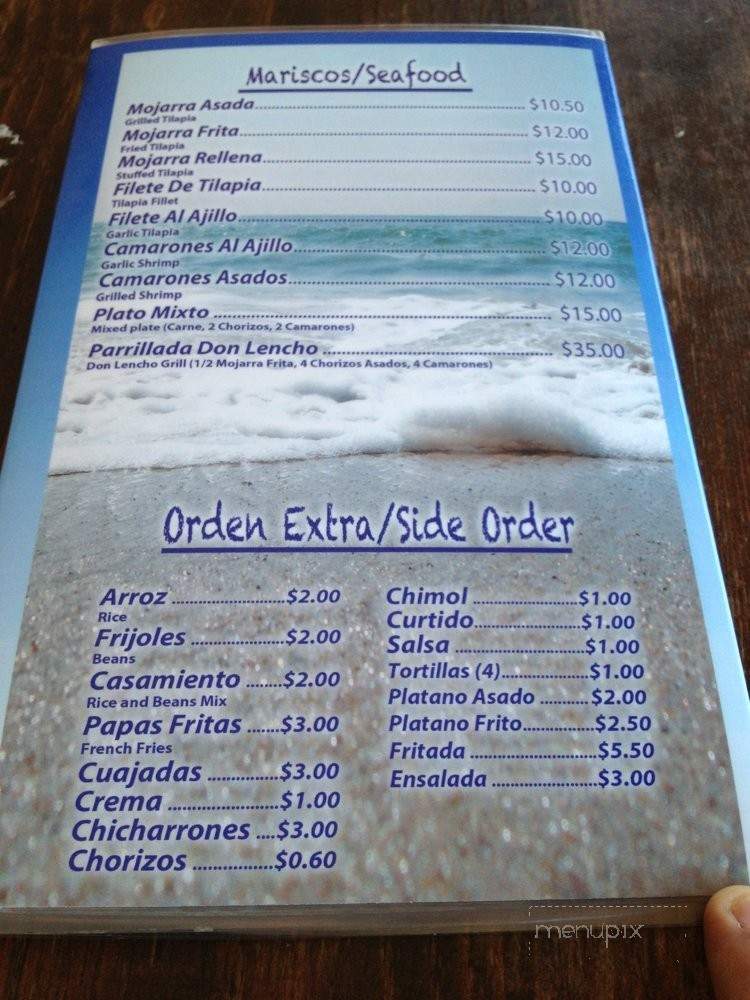 Mariscos/Seafood
Mojarra Asada.......... $10.50
Grilled Tilapia
Mojarra Frita.......... $12.00
Fried Tilapia
Mojarra Rellena.......... $15.00
Stuffed Tilapia
Filete De Tilapia.......... $10.00
Tilapia Fillet
Filete Al Ajillo.......... $10.00
Garlic Tilapia
Camarones Al Ajillo.......... $12.00
Garlic Shrimp
Camarones Asados.......... $12.00
Grilled Shrimp
Plato Mixto .......... $15.00
Mixed plate (Carne, 2 Chorizos, 2 Camarones)
Parrillada Don Lencho .......... $35.00
Don Lencho Grill (1/2 Mojarra Frita, 4 Chorizos Asados, 4 Camarones)
Orden Extra/Side Order
Arroz ..........$2.00
Rice
Frijoles ..........$2.00
Beans
Casamiento ........$2.00
Rice and Beans Mix
Papas Fritas ......$3.00
French Fries
Cuajadas ..........$3.00
Crema ..........$1.00
Chicharrones ....$3.00
Chorizos ..........$0.60
Chimol ..........$1.00
Curtido..........$1.00
Salsa ..........$1.00
Tortillas (4)..........$1.00
Platano Asado ..........$2.00
Platano Frito..........$2.50
Fritada ..........$5.50
Ensalada ..........$3.00
menupix